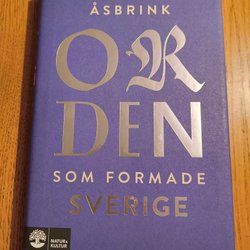 ÅSBRINK
OR
DEN
SOM FORMADE
SVERIGE
NATUR &
KULTUR